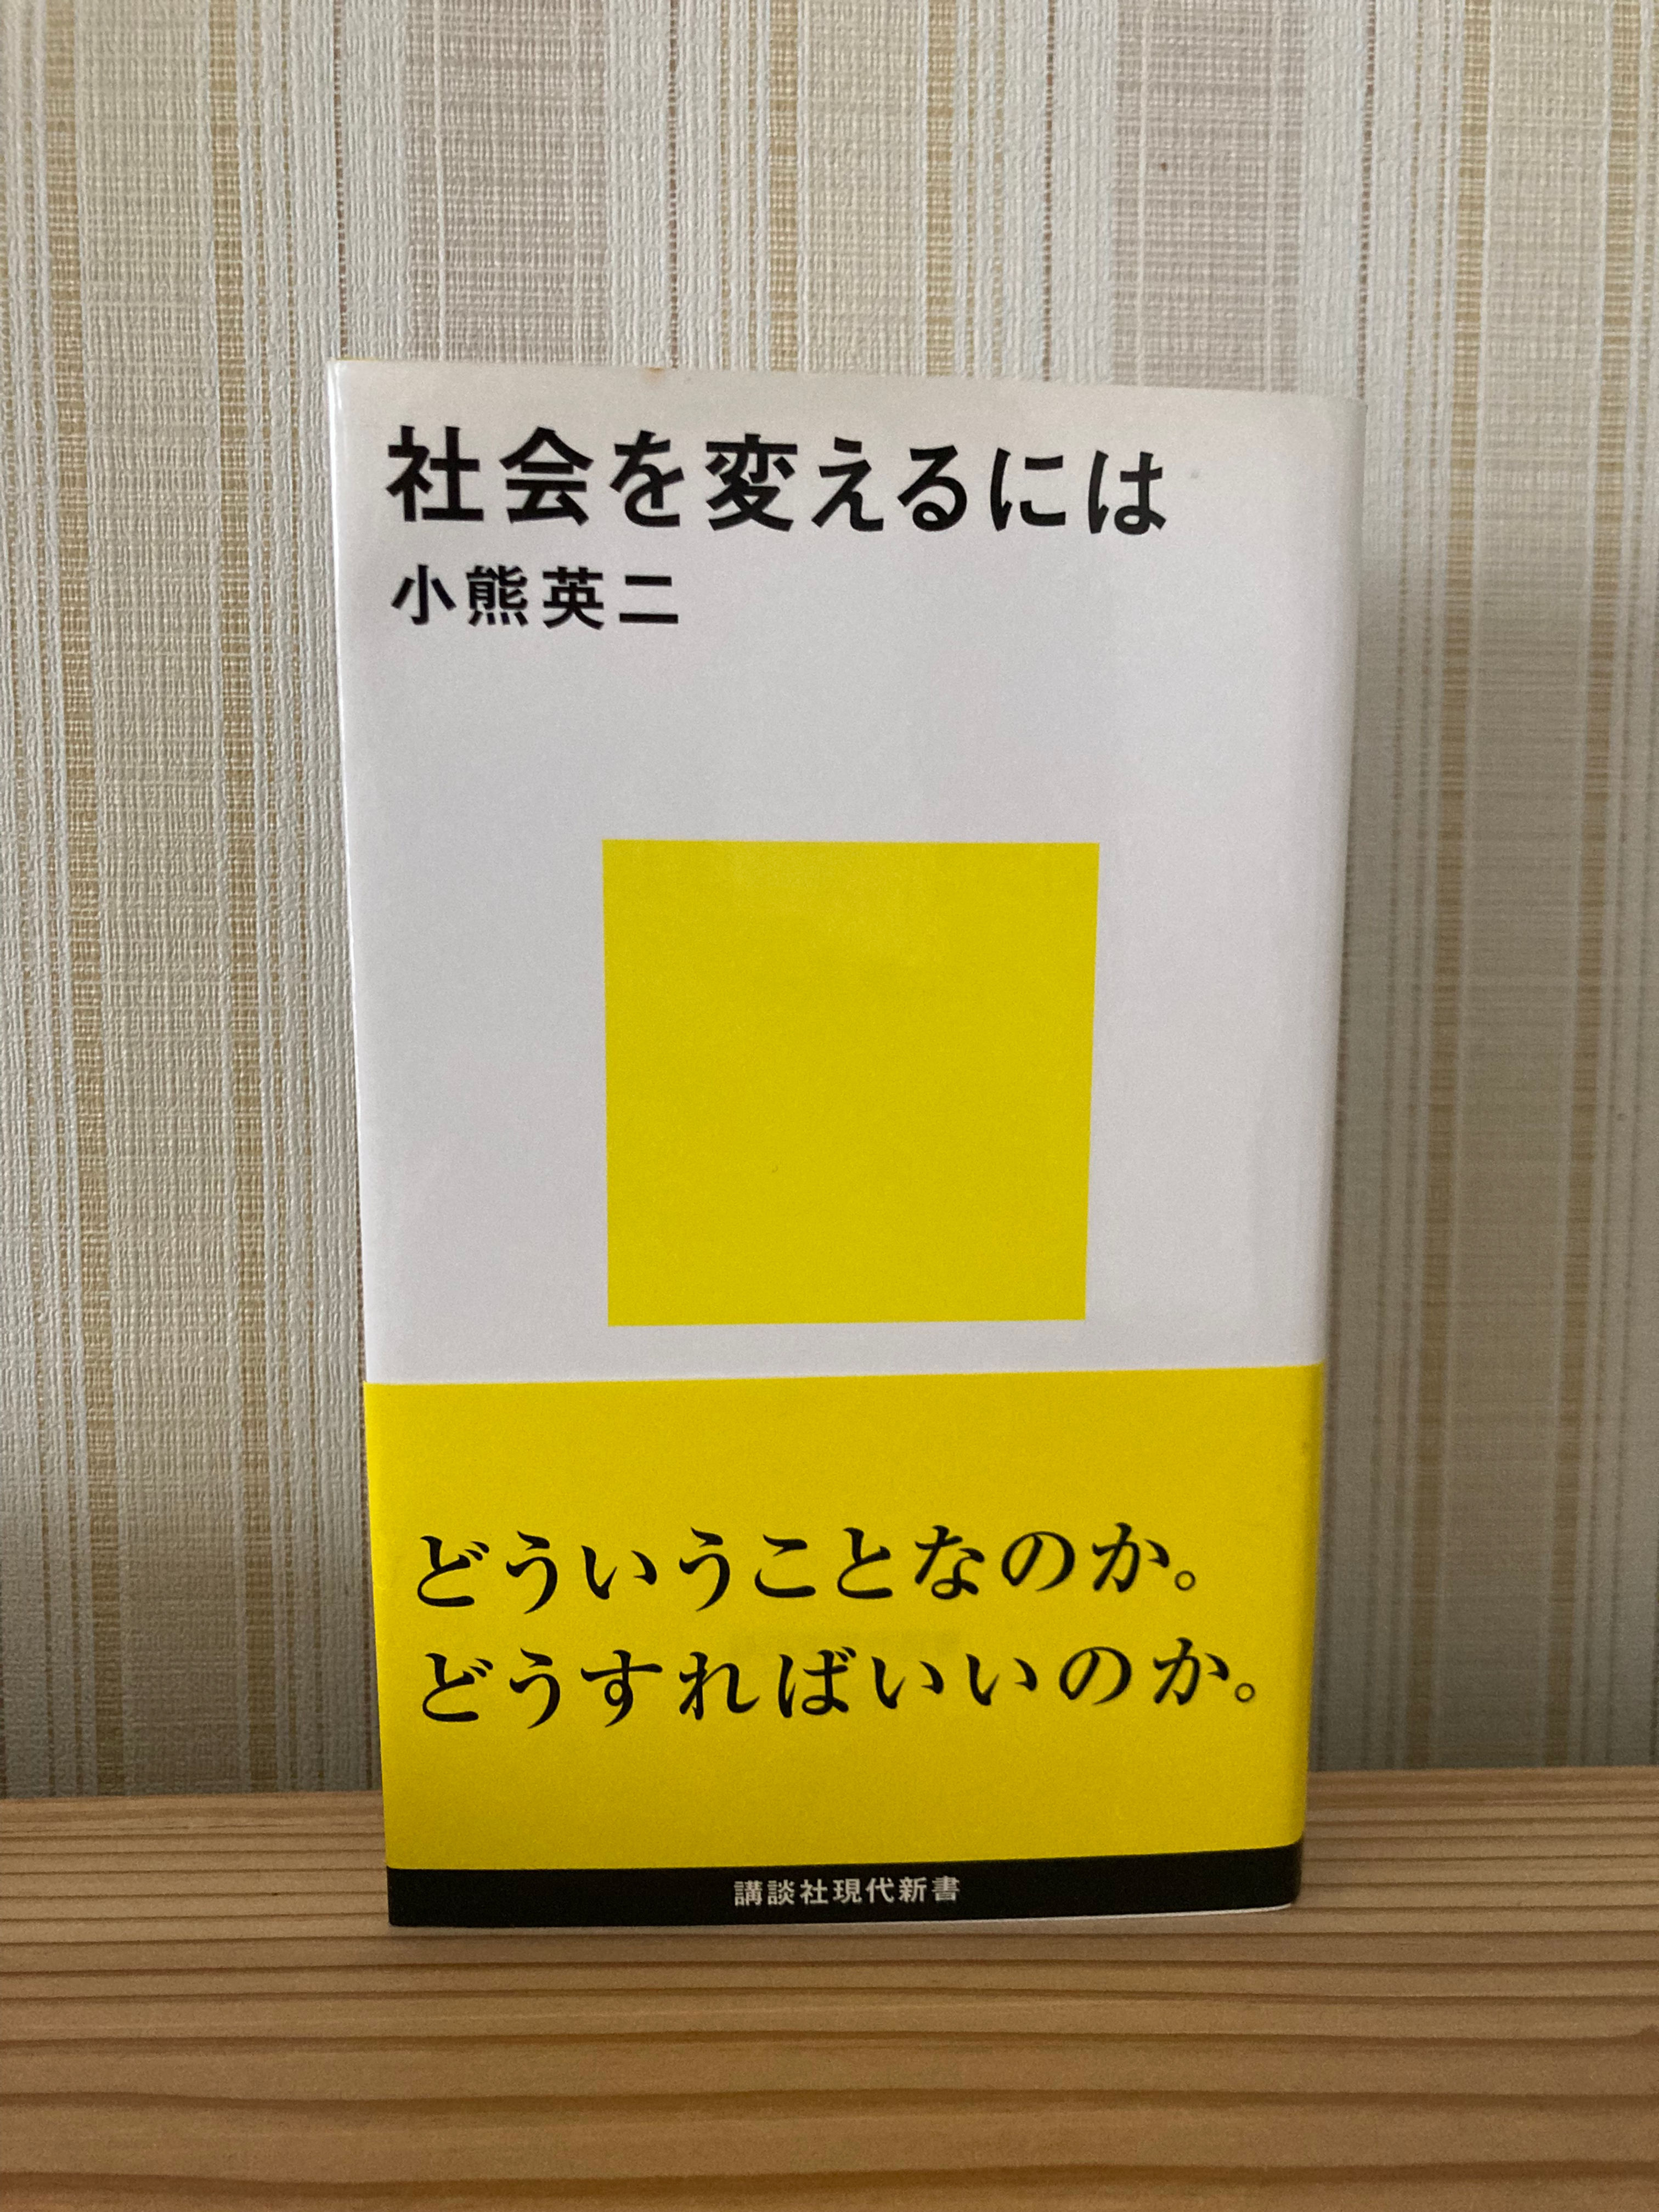 社会を変えるには
小熊英二
どういうことなのか。
どうすればいいのか。
講談社現代新書